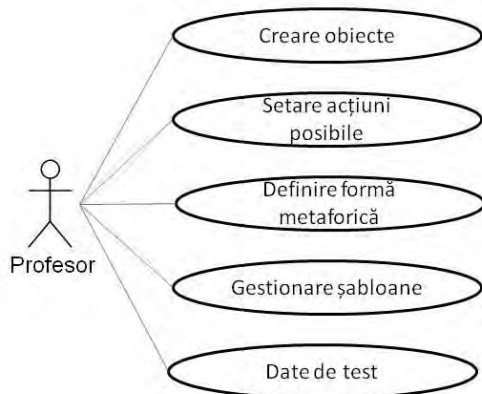 Creare obiecte
Setare acțiuni
posibile
Definire formă
metaforică
Profesor
Gestionare șabloane
Date de test